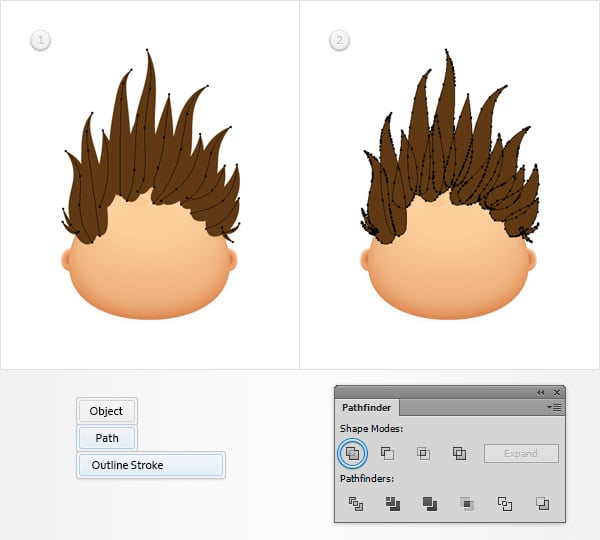 1
2
Object
Path
Outline Stroke
Pathfinder
Shape Modes:
Expand
Pathfinders: